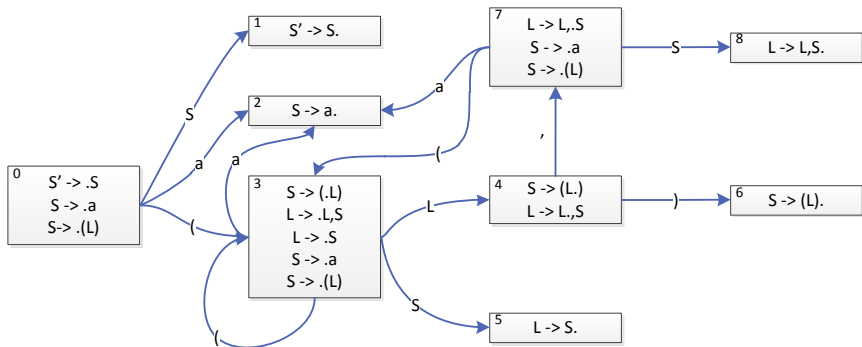 0
S' -> .S
S -> .a
S-> .(L)
S
a
(
1
S' -> S.
2
S -> a.
a
3
S -> (.L)
L -> .L,S
L -> .S
S -> .a
S -> .(L)
(
L
S
4
S -> (L.)
L -> L.,S
,
)
5
L -> S.
6
S -> (L).
7
L -> L,.S
S -> .a
S -> .(L)
a
(
S
8
L -> L,S.